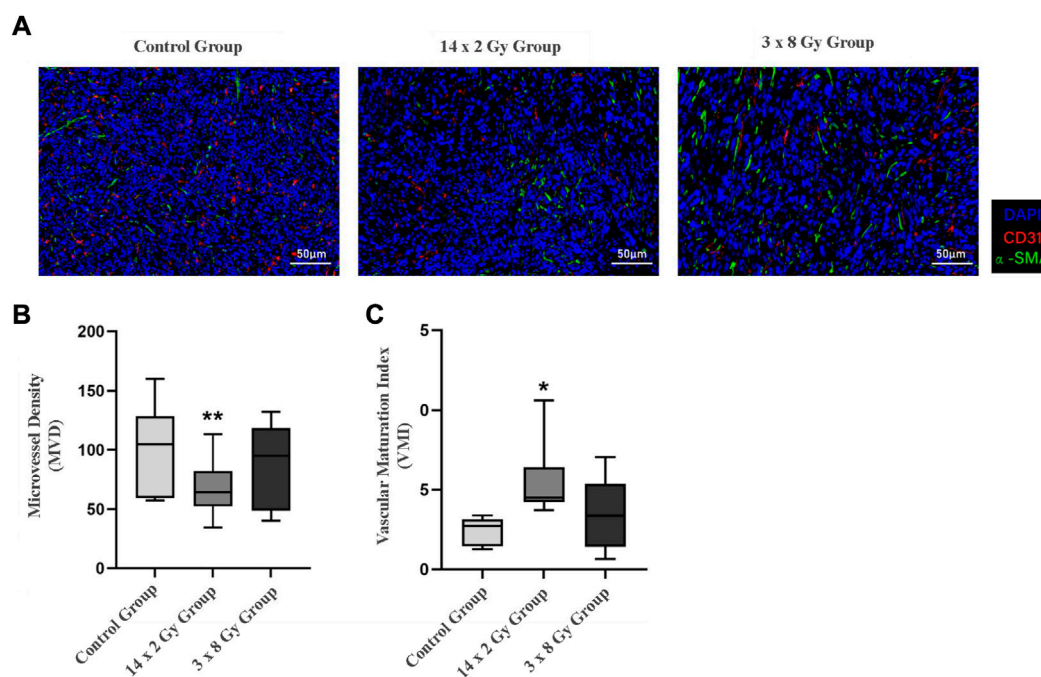 A
Control Group
14 x 2 Gy Group
3 x 8 Gy Group
50µm
50µm
50µm
DAPI
CD31
α -SMA
B
Microvessel Density
(MVD)
200
150
100
50
0
**
Control Group
14 x 2 Gy Group
3 x 8 Gy Group
C
Vascular Maturation Index
(VMI)
5
0
5
0
*
Control Group
14 x 2 Gy Group
3 x 8 Gy Group